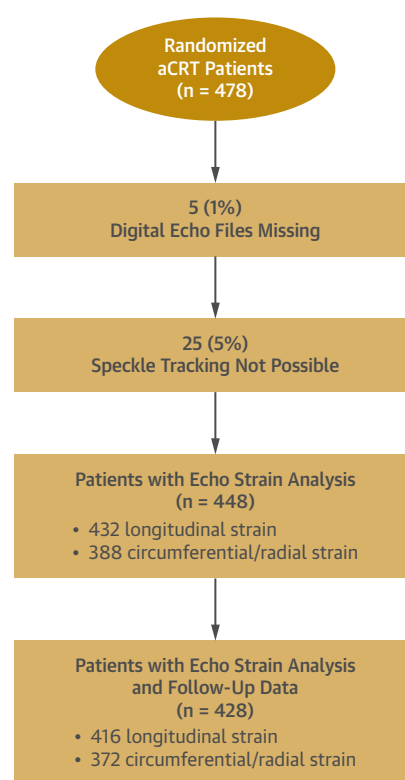 Randomized
aCRT Patients
(n = 478)
5 (1%)
Digital Echo Files Missing
25 (5%)
Speckle Tracking Not Possible
Patients with Echo Strain Analysis
(n = 448)
• 432 longitudinal strain
• 388 circumferential/radial strain
Patients with Echo Strain Analysis
and Follow-Up Data
(n = 428)
• 416 longitudinal strain
• 372 circumferential/radial strain